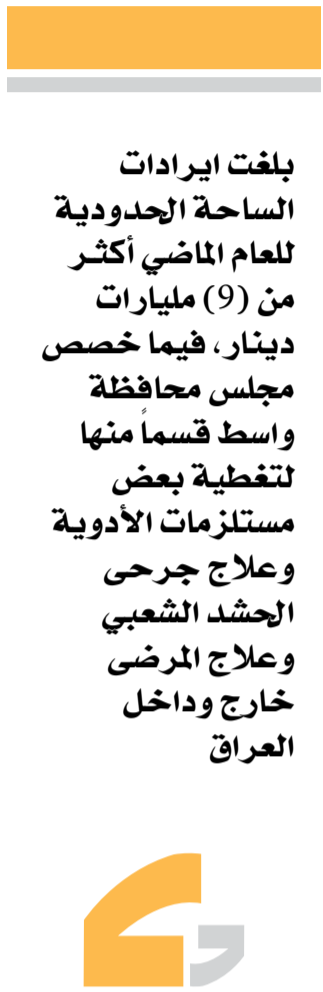 بلغت ايرادات
الساحة الحدودية
للعام الماضي أكثر
من (9) مليارات
دينار، فيما خصص
مجلس محافظة
واسط قسماً منها
لتغطية بعض
مستلزمات الأدوية
وعلاج جرحى
الحشد الشعبي
وعلاج المرضى
خارج وداخل
العراق